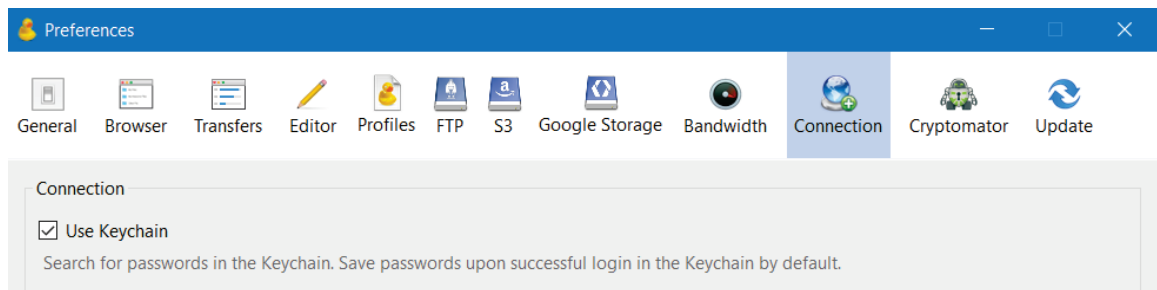 Preferences
General Browser Transfers Editor Profiles FTP S3 Google Storage Bandwidth Connection Cryptomator Update
Connection
Use Keychain
Search for passwords in the Keychain. Save passwords upon successful login in the Keychain by default.